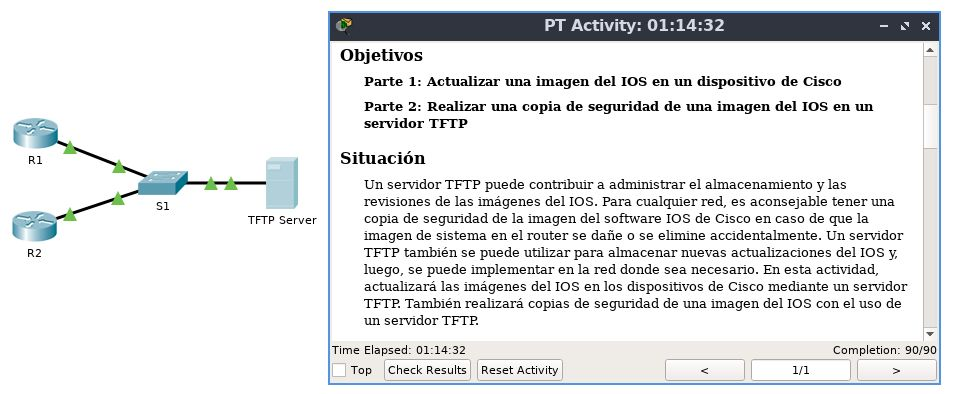 PT Activity: 01:14:32
Objetivos
Parte 1: Actualizar una imagen del IOS en un dispositivo de Cisco
Parte 2: Realizar una copia de seguridad de una imagen del IOS en un
servidor TFTP
Situación
Un servidor TFTP puede contribuir a administrar el almacenamiento y las
revisiones de las imágenes del IOS. Para cualquier red, es aconsejable tener una
copia de seguridad de la imagen del software IOS de Cisco en caso de que la
imagen de sistema en el router se dañe o se elimine accidentalmente. Un servidor
TFTP también se puede utilizar para almacenar nuevas actualizaciones del IOS y,
luego, se puede implementar en la red donde sea necesario. En esta actividad,
actualizará las imágenes del IOS en los dispositivos de Cisco mediante un servidor
TFTP. También realizará copias de seguridad de una imagen del IOS con el uso de
un servidor TFTP.
Time Elapsed: 01:14:32
Completion: 90/90
Top
Check Results
Reset Activity
<
1/1
>
R1
S1
TFTP Server
R2